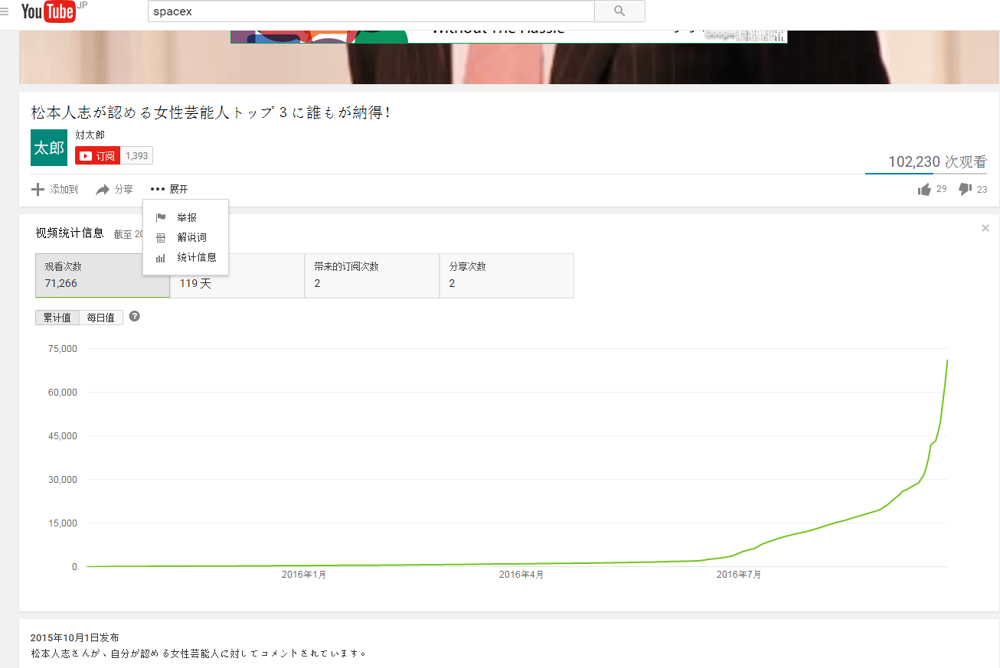 YouTube JP
spacex
Google
松本人志が認める女性芸能人トップ３に誰もが納得！
太郎
対太郎
订阅 1,393
102,230 次观看
添加到 分享 展开
29 23
举报
解说词
统计信息
视频统计信息 截至 20
观看次数
71,266
119 天
带来的订阅次数
2
分享次数
2
累计值 每日值
75,000
60,000
45,000
30,000
15,000
0
2016年1月 2016年4月 2016年7月
2015年10月1日发布
松本人志さんが、自分が認める女性芸能人に対してコメントされています。